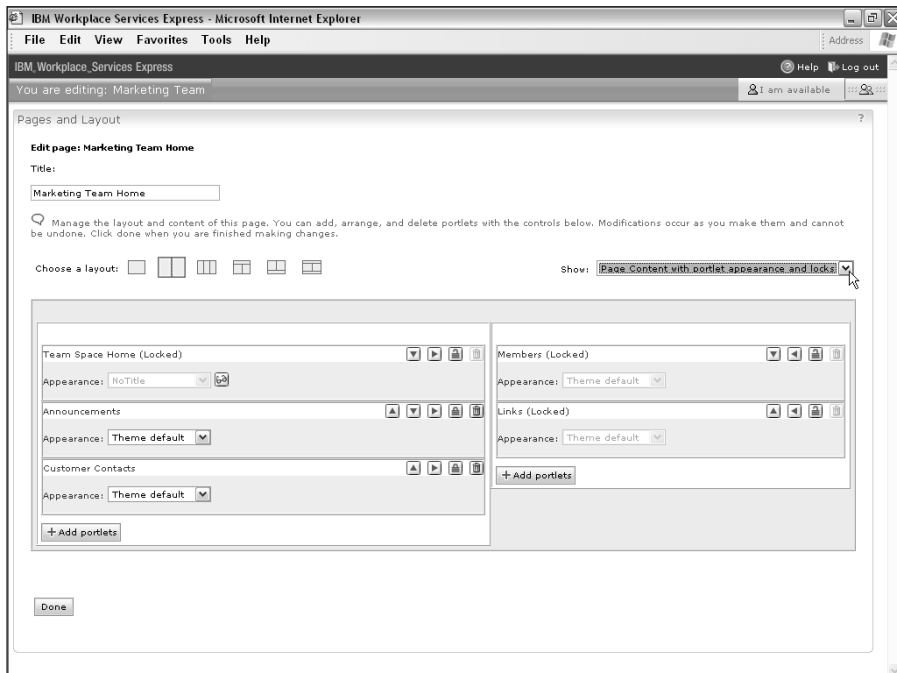 IBM Workplace Services Express - Microsoft Internet Explorer
File Edit View Favorites Tools Help
Address
IBM_Workplace_Services Express
Help Log out
You are editing: Marketing Team
I am available
Pages and Layout
?
Edit page: Marketing Team Home
Title:
Marketing Team Home
Manage the layout and content of this page. You can add, arrange, and delete portlets with the controls below. Modifications occur as you make them and cannot
be undone. Click done when you are finished making changes.
Choose a layout:
Show: Page Content with portlet appearance and locks
Team Space Home (Locked)
Appearance: NoTitle
Announcements
Appearance: Theme default
Customer Contacts
Appearance: Theme default
+ Add portlets
Members (Locked)
Appearance: Theme default
Links (Locked)
Appearance: Theme default
+ Add portlets
Done